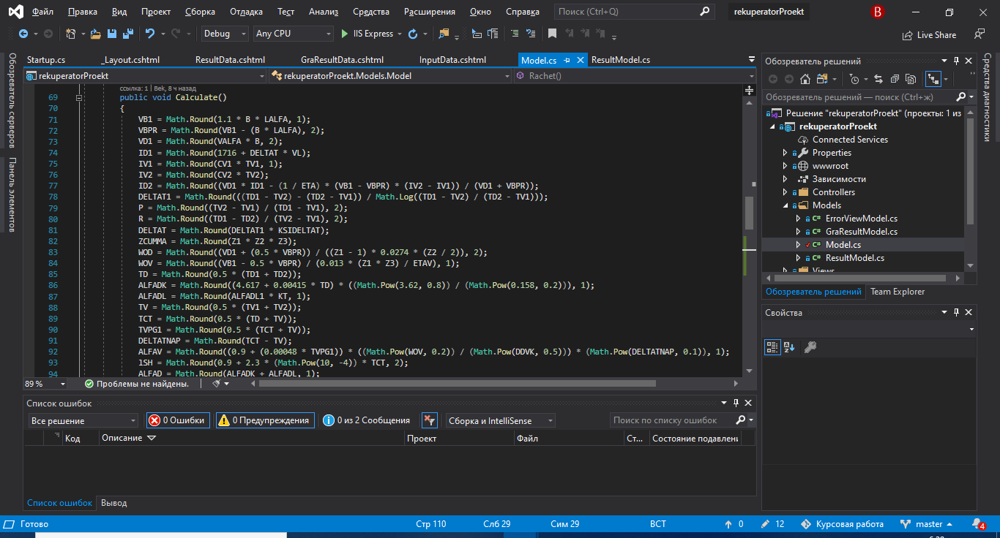 Файл Правка Вид Проект Сборка Отладка Тест Анализ Средства Расширения Окно Справка Поиск (Ctrl+Q) rekuperatorProekt B
Debug Any CPU IIS Express Live Share
Startup.cs _Layout.cshtml ResultData.cshtml GraResultData.cshtml InputData.cshtml Model.cs ResultModel.cs
rekuperatorProekt rekuperatorProekt.Models.Model Rachet()
ссылка: 1 | Bek, 8 ч назад
69 public void Calculate()
70 {
71 VB1 = Math.Round(1.1 * B * LALFA, 1);
72 VBPR = Math.Round(VB1 - (B * LALFA), 2);
73 VD1 = Math.Round(VALFA * B, 2);
74 ID1 = Math.Round(1716 + DELTAT * VL);
75 IV1 = Math.Round(CV1 * TV1, 1);
76 IV2 = Math.Round(CV2 * TV2);
77 ID2 = Math.Round((VD1 * ID1 - (1 / ETA) * (VB1 - VBPR) * (IV2 - IV1)) / (VD1 + VBPR));
78 DELTAT1 = Math.Round(((TD1 - TV2) - (TD2 - TV1)) / Math.Log((TD1 - TV2) / (TD2 - TV1)));
79 P = Math.Round((TV2 - TV1) / (TD1 - TV1), 2);
80 R = Math.Round((TD1 - TD2) / (TV2 - TV1), 2);
81 DELTAT = Math.Round(DELTAT1 * KSIDELTAT);
82 ZCUMMA = Math.Round(Z1 * Z2 * Z3);
83 WOD = Math.Round((VD1 + (0.5 * VBPR)) / ((Z1 - 1) * 0.0274 * (Z2 / 2)), 2);
84 WOV = Math.Round((VB1 - 0.5 * VBPR) / (0.013 * (Z1 * Z3) / ETAV), 1);
85 TD = Math.Round(0.5 * (TD1 + TD2));
86 ALFADK = Math.Round((4.617 + 0.00415 * TD) * ((Math.Pow(3.62, 0.8)) / (Math.Pow(0.158, 0.2))), 1);
87 ALFADL = Math.Round(ALFADL1 * KT, 1);
88 TV = Math.Round(0.5 * (TV1 + TV2));
89 TCT = Math.Round(0.5 * (TD + TV));
90 TVPG1 = Math.Round(0.5 * (TCT + TV));
91 DELTATNAP = Math.Round(TCT - TV);
92 ALFAV = Math.Round((0.9 + (0.00048 * TVPG1)) * ((Math.Pow(WOV, 0.2)) / (Math.Pow(DDVK, 0.5))) * (Math.Pow(DELTATNAP, 0.1)), 1);
93 lSH = Math.Round(0.9 + 2.3 * (Math.Pow(10, -4)) * TCT, 2);
94 ALFAD = Math.Round(ALFADK + ALFADL, 1);
89 % Проблемы не найдены.
Список ошибок
Все решение 0 Ошибки 0 Предупреждения 0 из 2 Сообщения Сборка и IntelliSense Поиск по списку ошибок
Код Описание Проект Файл Ст... Состояние подавлени
Список ошибок Вывод
Обозреватель серверов
Панель элементов
Обозреватель решений
Обозреватель решений — поиск (Ctrl+ж)
Решение "rekuperatorProekt" (проекты: 1 из
rekuperatorProekt
Connected Services
Properties
wwwroot
Зависимости
Controllers
Models
C# ErrorViewModel.cs
C# GraResultModel.cs
C# Model.cs
C# ResultModel.cs
Views
Обозреватель решений Team Explorer
Свойства
Средства диагностики
Готово Стр 110 Слб 29 Сим 29 ВСТ 0 12 Курсовая работа master 4